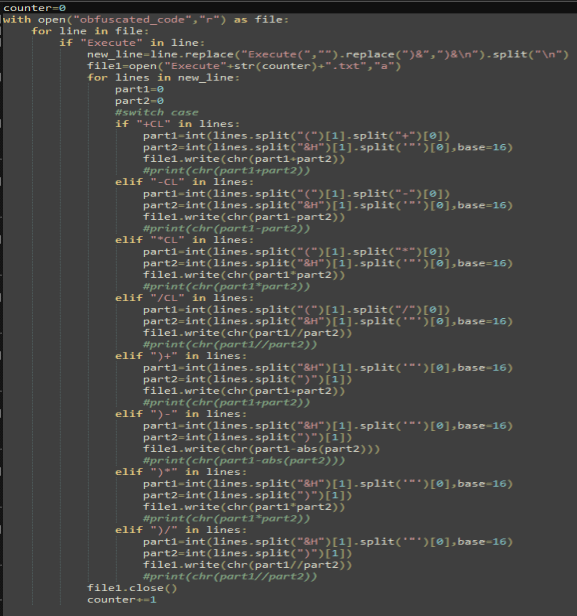 counter=0
with open("obfuscated_code","r") as file:
    for line in file:
        if "Execute" in line:
            new_line=line.replace("Execute(","").replace(")&",")&\n").split("\n")
            file1=open("Execute"+str(counter)+".txt","a")
            for lines in new_line:
                part1=0
                part2=0
                #switch case
                if "+CL" in lines:
                    part1=int(lines.split("(")[1].split("+")[0])
                    part2=int(lines.split("&H")[1].split('"')[0],base=16)
                    file1.write(chr(part1+part2))
                    #print(chr(part1+part2))
                elif "-CL" in lines:
                    part1=int(lines.split("(")[1].split("-")[0])
                    part2=int(lines.split("&H")[1].split('"')[0],base=16)
                    file1.write(chr(part1-part2))
                    #print(chr(part1-part2))
                elif "*CL" in lines:
                    part1=int(lines.split("(")[1].split("*")[0])
                    part2=int(lines.split("&H")[1].split('"')[0],base=16)
                    file1.write(chr(part1*part2))
                    #print(chr(part1*part2))
                elif "/CL" in lines:
                    part1=int(lines.split("(")[1].split("/")[0])
                    part2=int(lines.split("&H")[1].split('"')[0],base=16)
                    file1.write(chr(part1//part2))
                    #print(chr(part1//part2))
                elif ")+" in lines:
                    part1=int(lines.split("&H")[1].split('"')[0],base=16)
                    part2=int(lines.split(")")[1])
                    file1.write(chr(part1+part2))
                    #print(chr(part1+part2))
                elif ")-" in lines:
                    part1=int(lines.split("&H")[1].split('"')[0],base=16)
                    part2=int(lines.split(")")[1])
                    file1.write(chr(part1-abs(part2)))
                    #print(chr(part1-abs(part2)))
                elif ")*" in lines:
                    part1=int(lines.split("&H")[1].split('"')[0],base=16)
                    part2=int(lines.split(")")[1])
                    file1.write(chr(part1*part2))
                    #print(chr(part1*part2))
                elif ")/" in lines:
                    part1=int(lines.split("&H")[1].split('"')[0],base=16)
                    part2=int(lines.split(")")[1])
                    file1.write(chr(part1//part2))
                    #print(chr(part1//part2))
            file1.close()
            counter+=1